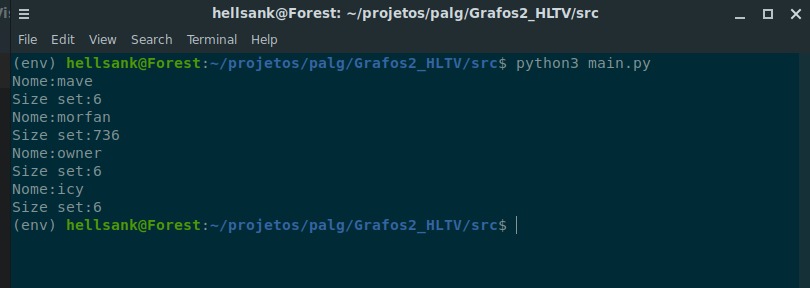 hellsank@Forest: ~/projetos/palg/Grafos2_HLTV/src
File Edit View Search Terminal Help
(env) hellsank@Forest:~/projetos/palg/Grafos2_HLTV/src$ python3 main.py
Nome:mave
Size set:6
Nome:morfan
Size set:736
Nome:owner
Size set:6
Nome:icy
Size set:6
(env) hellsank@Forest:~/projetos/palg/Grafos2_HLTV/src$